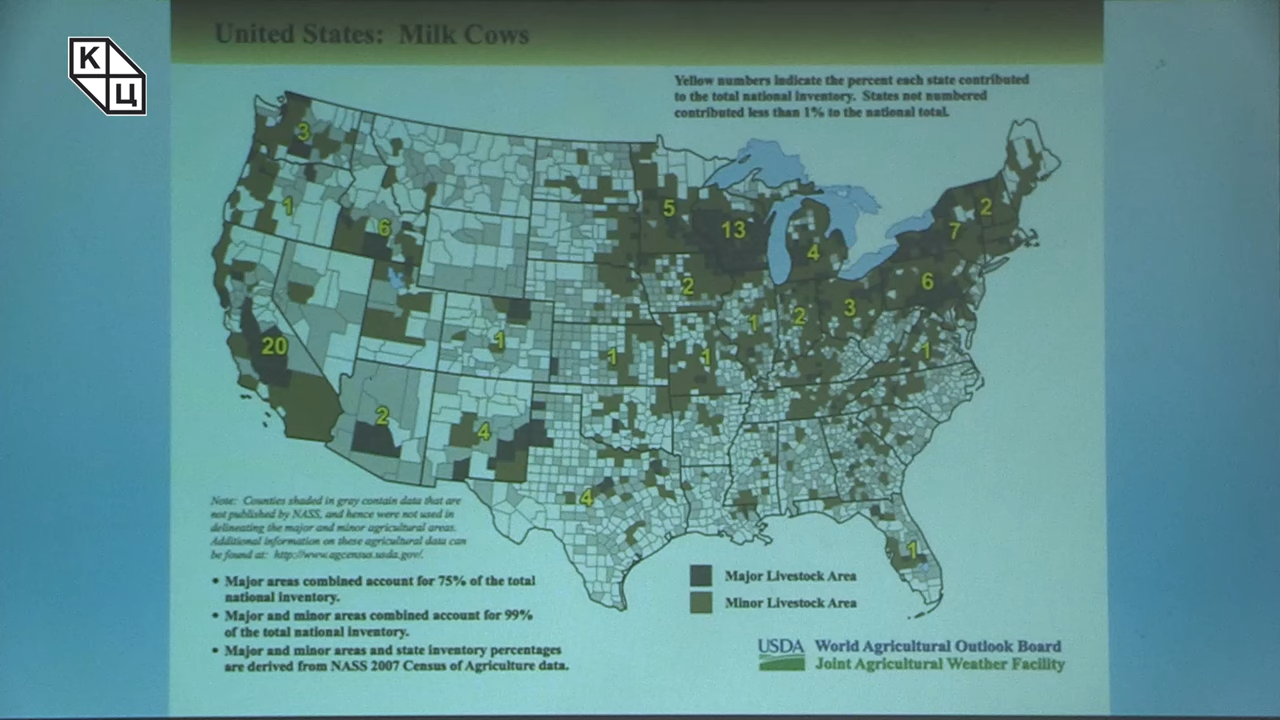 United States: Milk Cows
К
Ц
Yellow numbers indicate the percent each state contributed
to the total national inventory. States not numbered
contributed less than 1% to the national total.
3
1
6
5
13
4
2
7
6
2
1
2
3
20
1
1
1
1
2
4
4
1
Note: Counties shaded in gray contain data that are
not published by NASS, and hence were not used in
delineating the major and minor agricultural areas.
Additional information on these agricultural data can
be found at: http://www.agcensus.usda.gov/.
• Major areas combined account for 75% of the total
national inventory.
• Major and minor areas combined account for 99%
of the total national inventory.
• Major and minor areas and state inventory percentages
are derived from NASS 2007 Census of Agriculture data.
Major Livestock Area
Minor Livestock Area
USDA
World Agricultural Outlook Board
Joint Agricultural Weather Facility